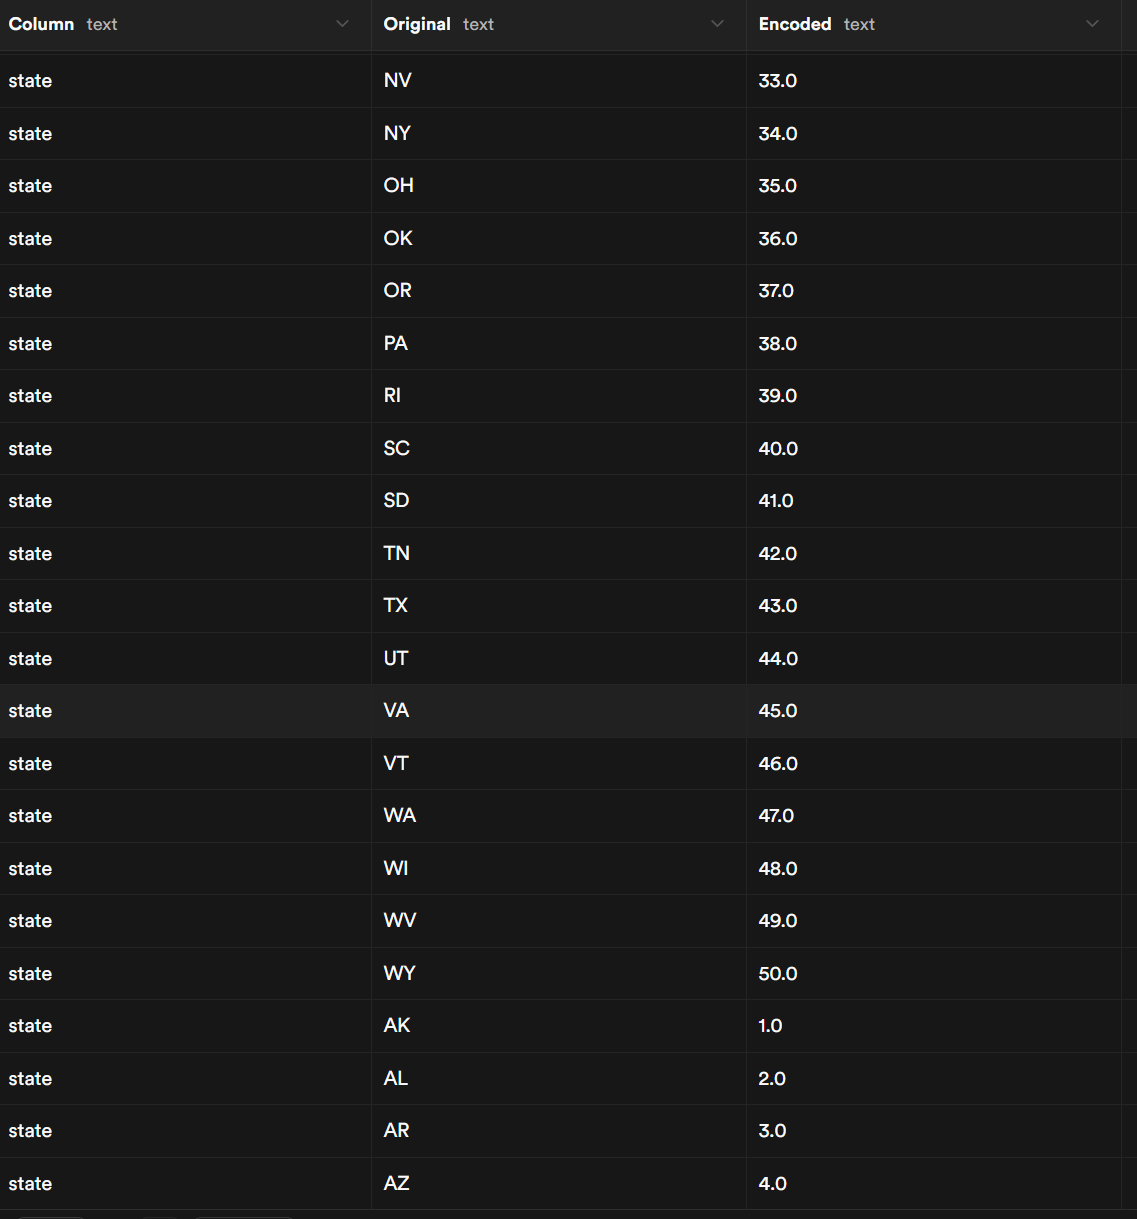 Column text Original text Encoded text
state NV 33.0
state NY 34.0
state OH 35.0
state OK 36.0
state OR 37.0
state PA 38.0
state RI 39.0
state SC 40.0
state SD 41.0
state TN 42.0
state TX 43.0
state UT 44.0
state VA 45.0
state VT 46.0
state WA 47.0
state WI 48.0
state WV 49.0
state WY 50.0
state AK 1.0
state AL 2.0
state AR 3.0
state AZ 4.0